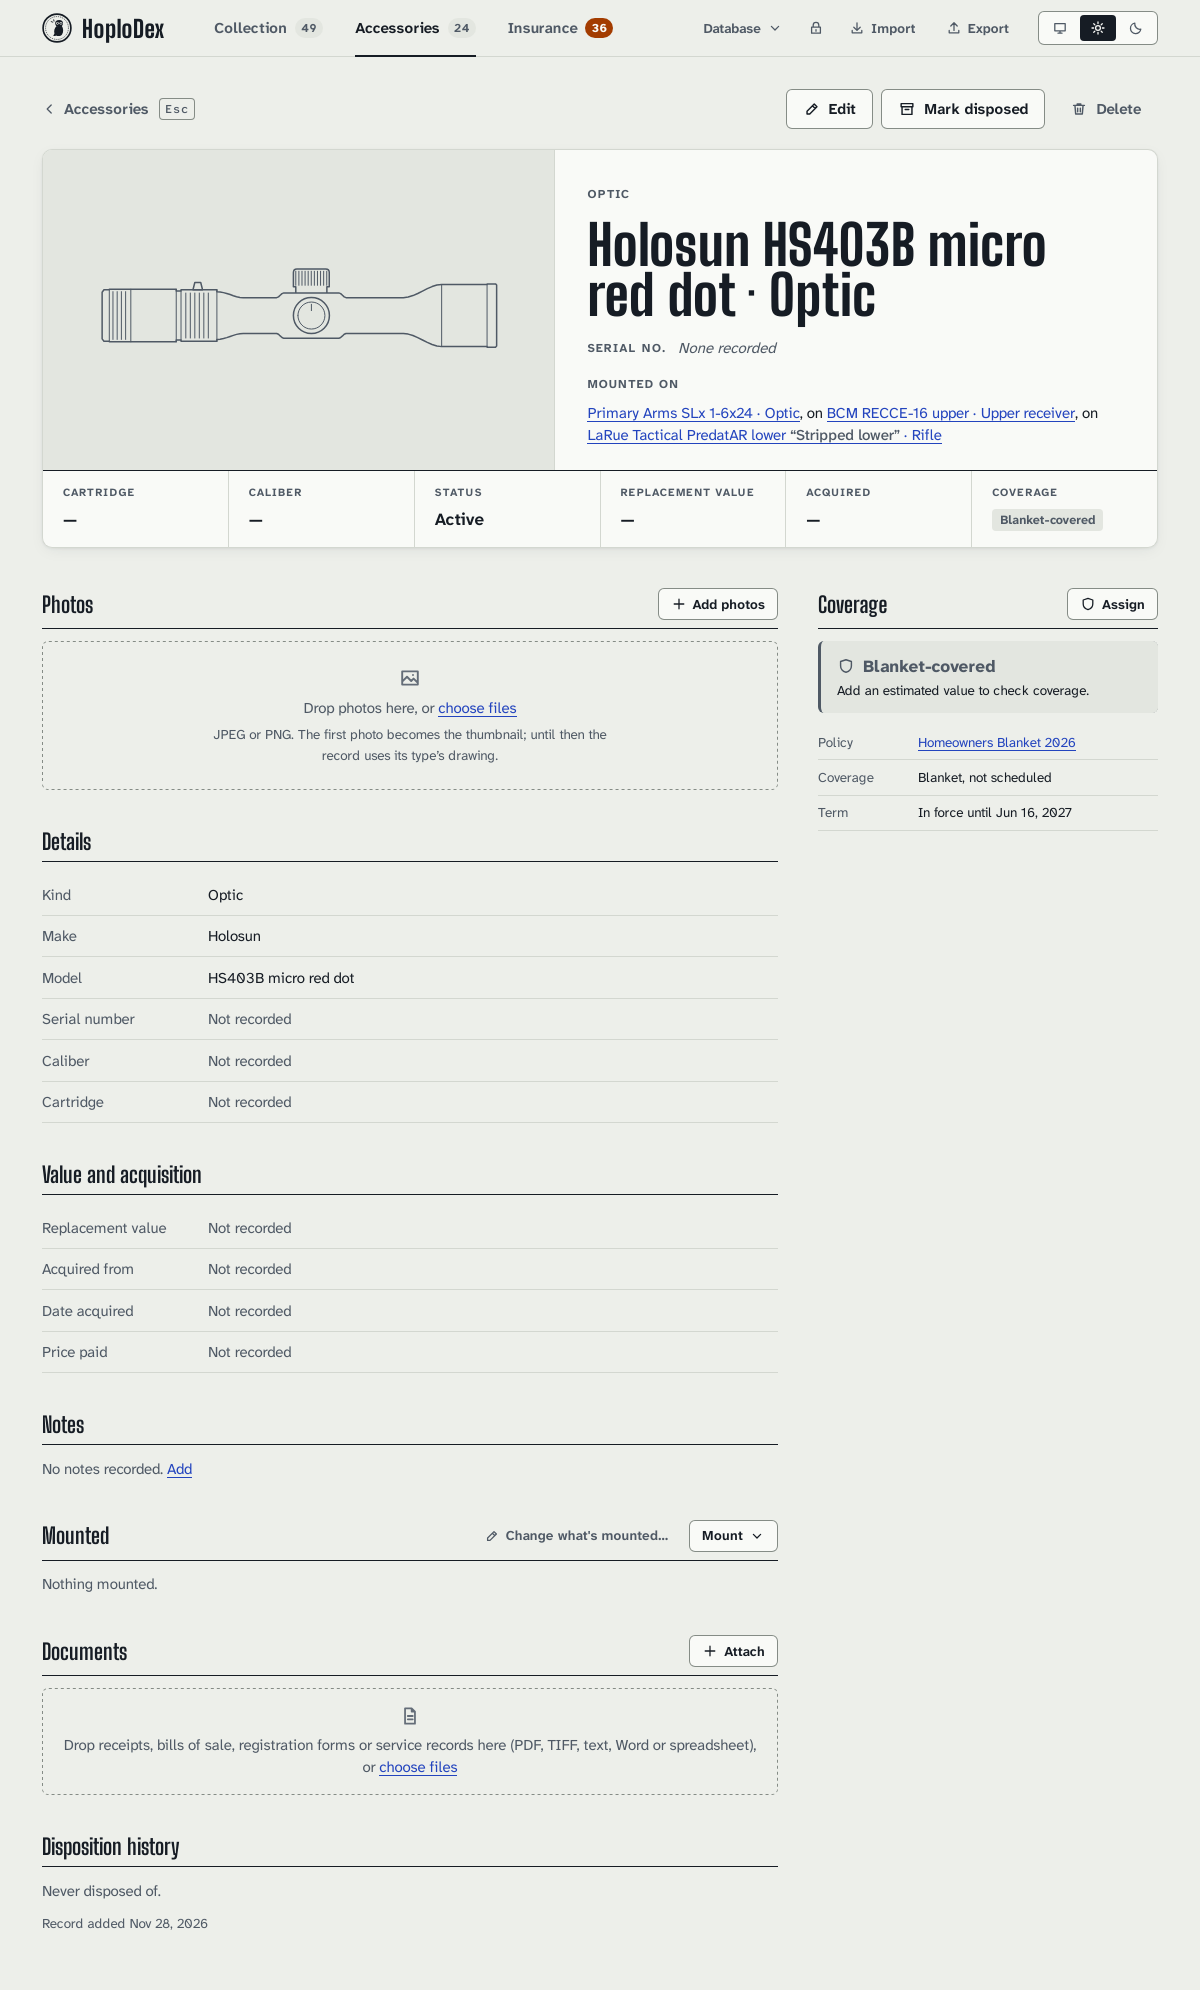 HoploDex
Collection 49
Accessories 24
Insurance 36
Database
Import
Export
Accessories Esc
Edit
Mark disposed
Delete
OPTIC
Holosun HS403B micro
red dot · Optic
SERIAL NO. None recorded
MOUNTED ON
Primary Arms SLx 1-6x24 · Optic, on BCM RECCE-16 upper · Upper receiver, on
LaRue Tactical PredatAR lower “Stripped lower” · Rifle
CARTRIDGE
—
CALIBER
—
STATUS
Active
REPLACEMENT VALUE
—
ACQUIRED
—
COVERAGE
Blanket-covered
Photos
Add photos
Drop photos here, or choose files
JPEG or PNG. The first photo becomes the thumbnail; until then the
record uses its type’s drawing.
Coverage
Assign
Blanket-covered
Add an estimated value to check coverage.
Policy Homeowners Blanket 2026
Coverage Blanket, not scheduled
Term In force until Jun 16, 2027
Details
Kind Optic
Make Holosun
Model HS403B micro red dot
Serial number Not recorded
Caliber Not recorded
Cartridge Not recorded
Value and acquisition
Replacement value Not recorded
Acquired from Not recorded
Date acquired Not recorded
Price paid Not recorded
Notes
No notes recorded. Add
Mounted
Change what's mounted...
Mount
Nothing mounted.
Documents
Attach
Drop receipts, bills of sale, registration forms or service records here (PDF, TIFF, text, Word or spreadsheet),
or choose files
Disposition history
Never disposed of.
Record added Nov 28, 2026